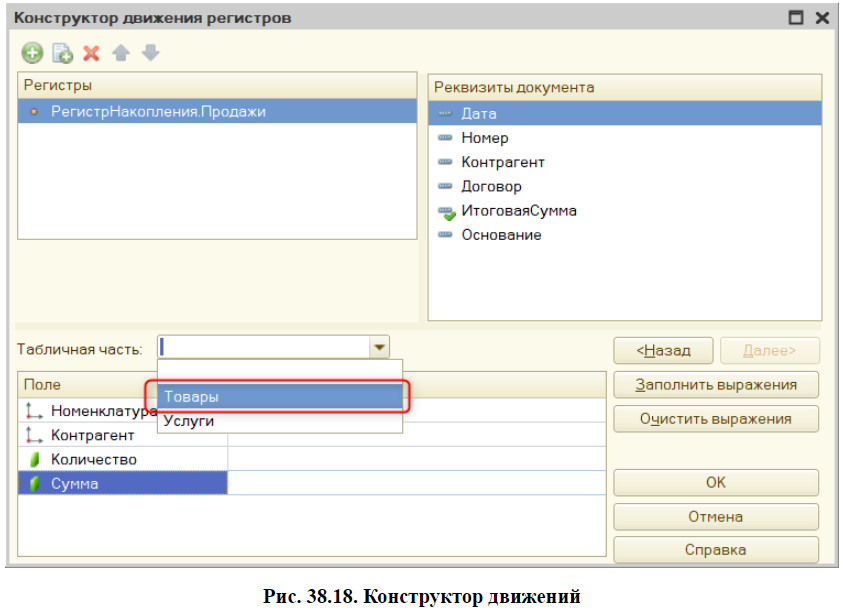 Конструктор движения регистров
Регистры
РегистрНакопления.Продажи
Реквизиты документа
Дата
Номер
Контрагент
Договор
ИтоговаяСумма
Основание
Табличная часть:
Товары
Услуги
<Назад
Далее>
Поле
Номенклатура
Контрагент
Количество
Сумма
Заполнить выражения
Очистить выражения
OK
Отмена
Справка
Рис. 38.18. Конструктор движений